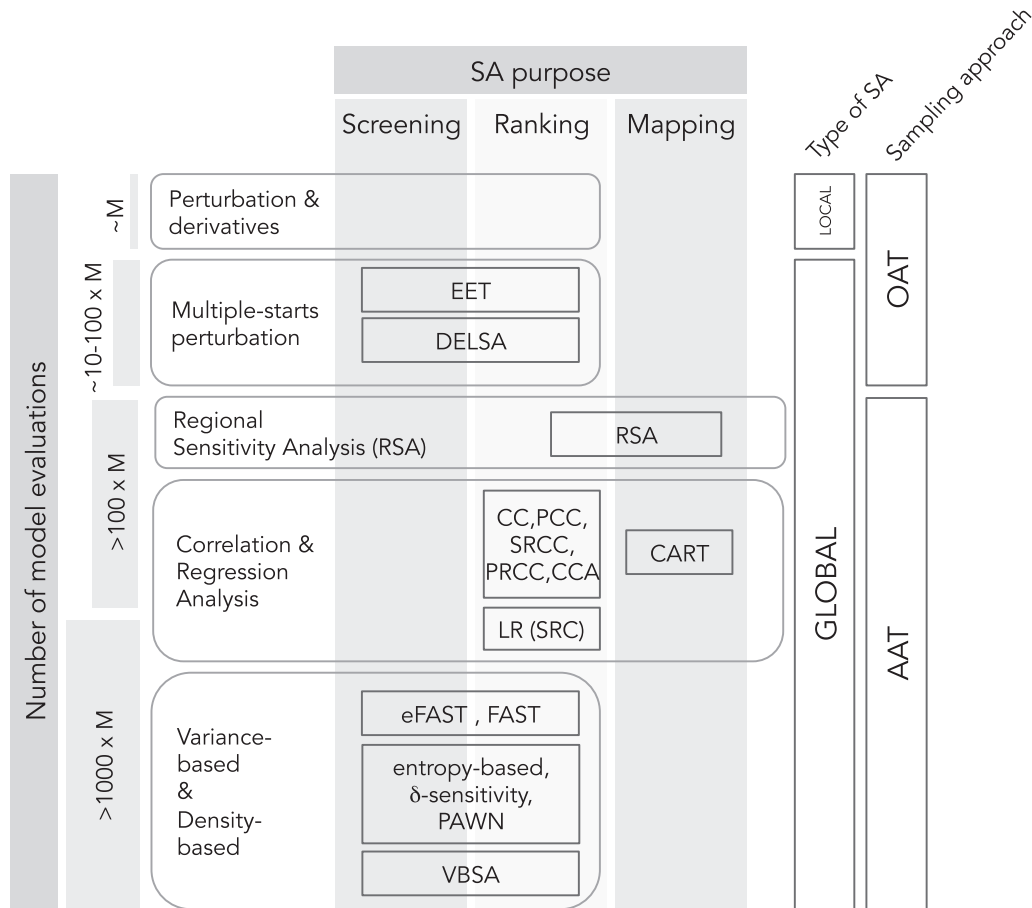 SA purpose
Screening
Ranking
Mapping
Type of SA
Sampling approach
Number of model evaluations
~M
Perturbation &
derivatives
LOCAL
OAT
~10-100 x M
Multiple-starts
perturbation
EET
DELSA
>100 x M
Regional
Sensitivity Analysis (RSA)
RSA
Correlation &
Regression
Analysis
CC,PCC,
SRCC,
PRCC,CCA
LR (SRC)
CART
GLOBAL
AAT
>1000 x M
Variance-
based
&
Density-
based
eFAST , FAST
entropy-based,
δ-sensitivity,
PAWN
VBSA